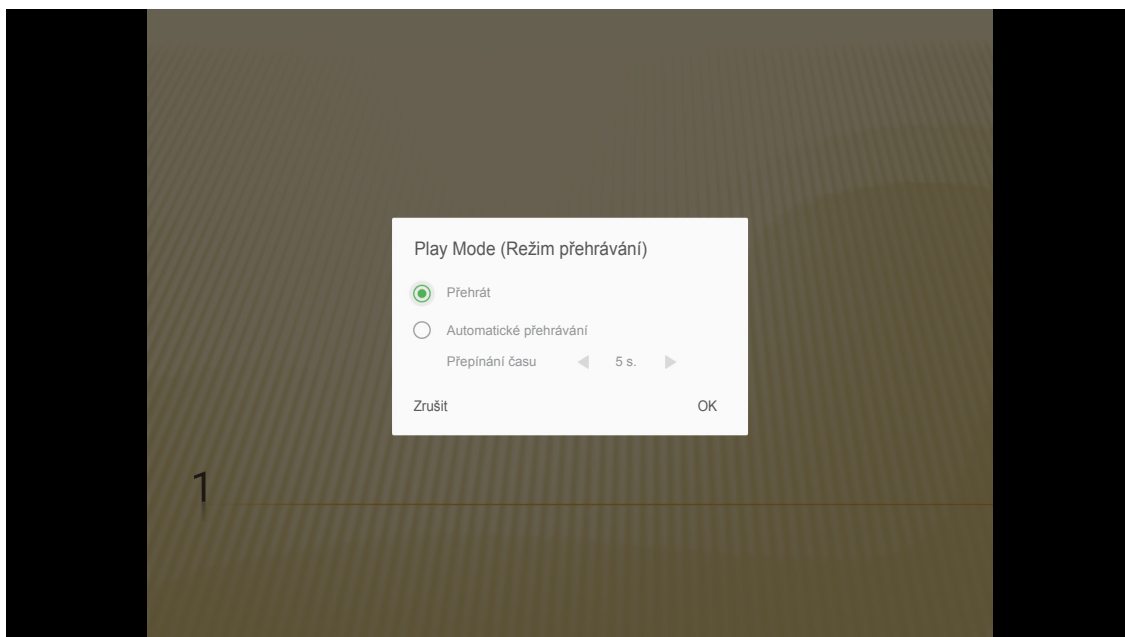 Play Mode (Režim přehrávání)
Přehrát
Automatické přehrávání
Přepínání času 5 s.
Zrušit OK
1